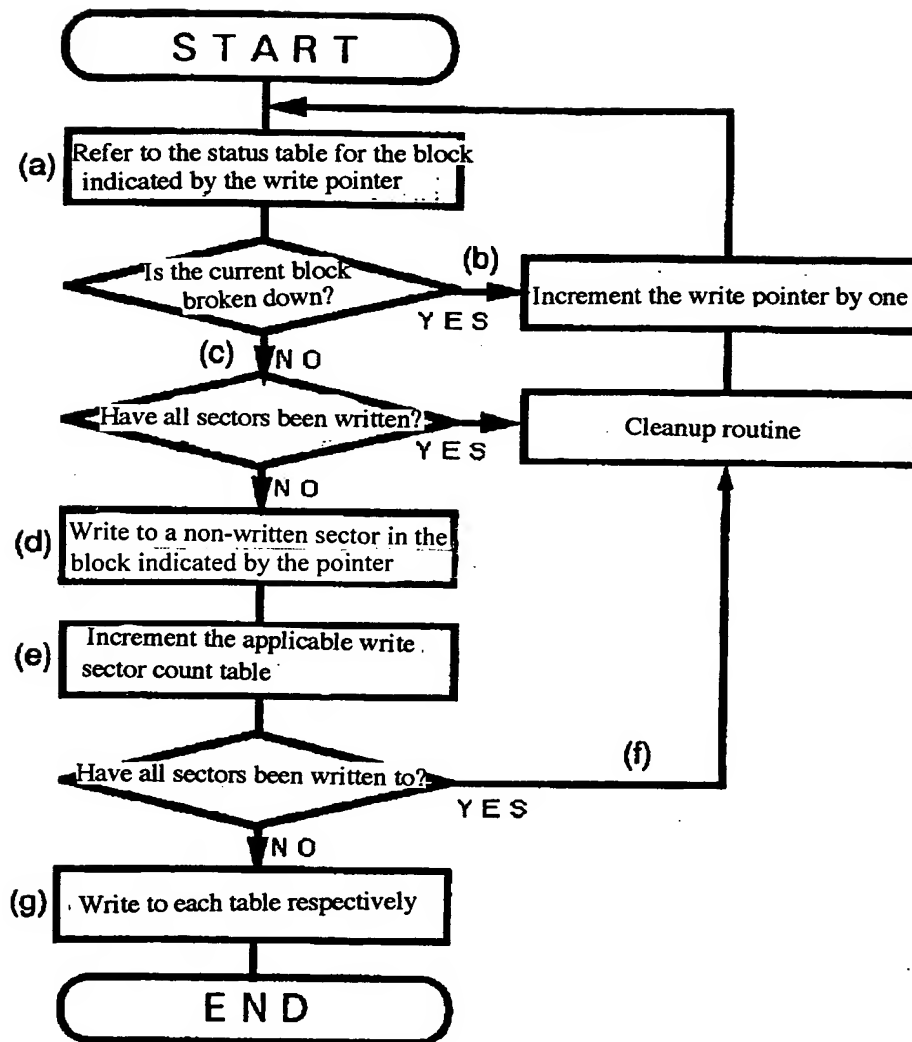 START
(a)
Refer to the status table for the block
indicated by the write pointer
Is the current block
broken down?
(b)
YES
Increment the write pointer by one
(c)
NO
Have all sectors been written?
YES
Cleanup routine
NO
(d)
Write to a non-written sector in the
block indicated by the pointer
(e)
Increment the applicable write
sector count table
Have all sectors been written to?
(f)
YES
NO
(g)
Write to each table respectively
END